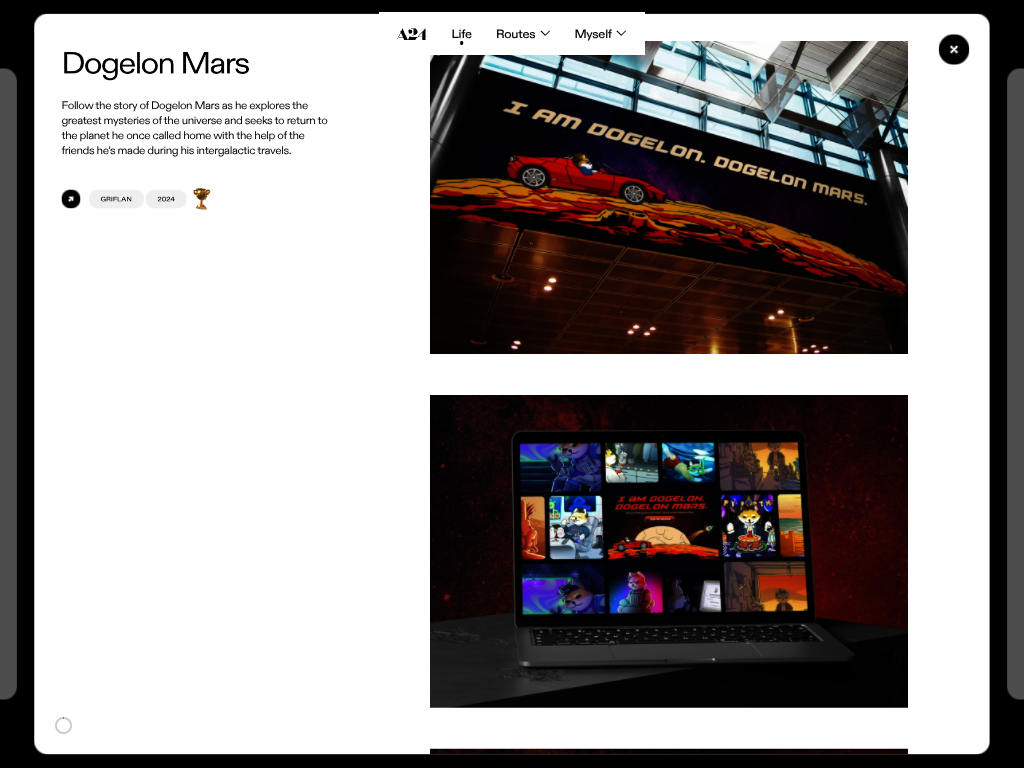 A24
Life
Routes
Myself
Dogelon Mars
Follow the story of Dogelon Mars as he explores the
greatest mysteries of the universe and seeks to return to
the planet he once called home with the help of the
friends he's made during his intergalactic travels.
GRIFLAN
2024
I AM DOGELON. DOGELON MARS.
I AM DOGELON.
DOGELON MARS.